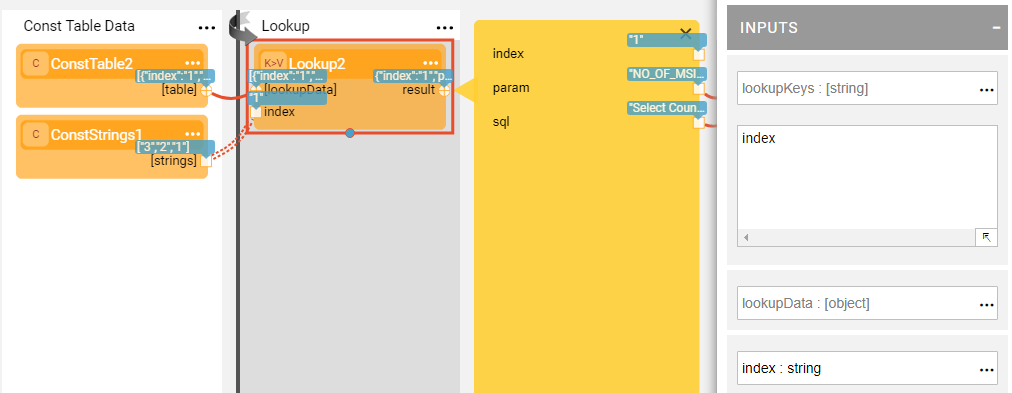 Const Table Data
...
C
ConstTable2
...
[{"index":"1","...
[table]
C
ConstStrings1
...
["3","2","1"]
[strings]
Lookup
...
K>V
Lookup2
...
[{"index":"1",...
{"index":"1","p...
[lookupData]
result
"1"
index
index
"1"
param
"NO_OF_MSI...
sql
"Select Coun...
INPUTS
lookupKeys : [string]
...
index
lookupData : [object]
...
index : string
...